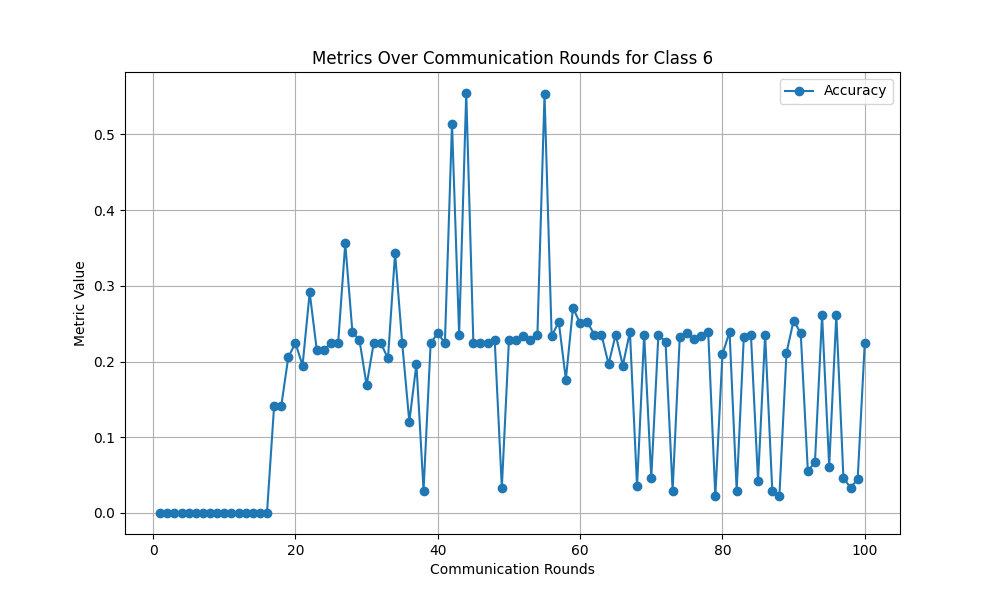 Metrics Over Communication Rounds for Class 6
Accuracy
0.5
0.4
0.3
0.2
0.1
0.0
Metric Value
0 20 40 60 80 100
Communication Rounds